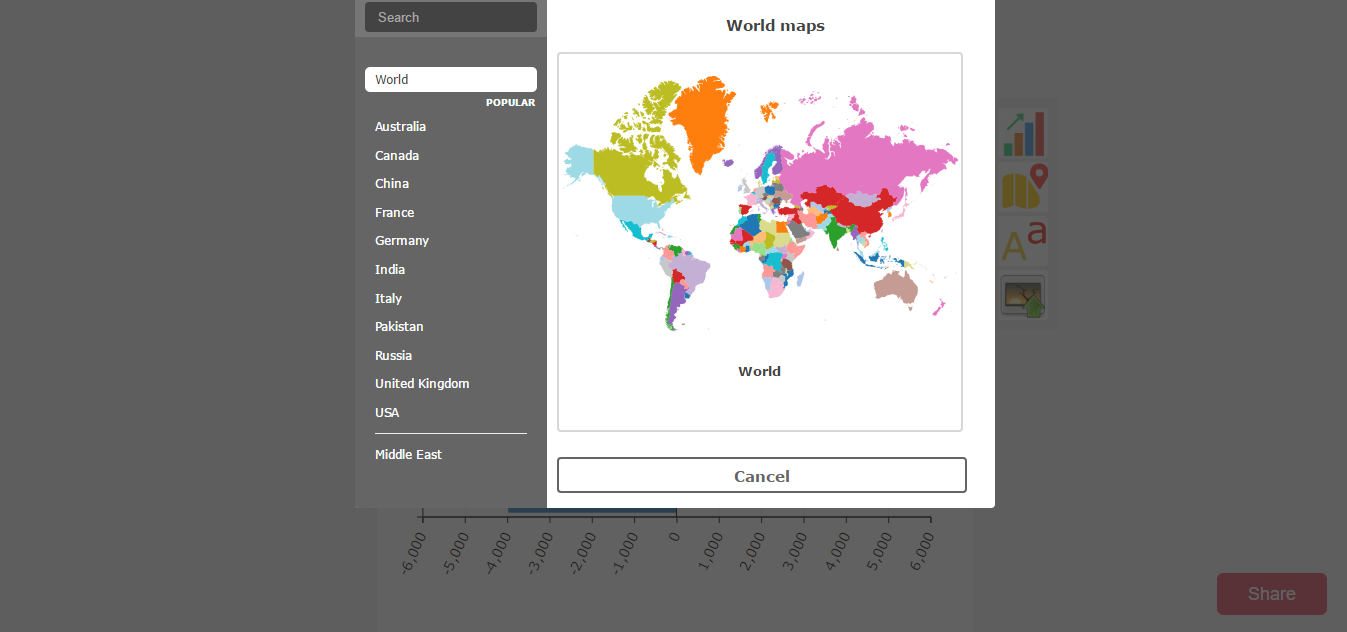 Search
World
POPULAR
Australia
Canada
China
France
Germany
India
Italy
Pakistan
Russia
United Kingdom
USA
Middle East
World maps
World
Cancel
Aa
-6,000 -5,000 -4,000 -3,000 -2,000 -1,000 0 1,000 2,000 3,000 4,000 5,000 6,000
Share